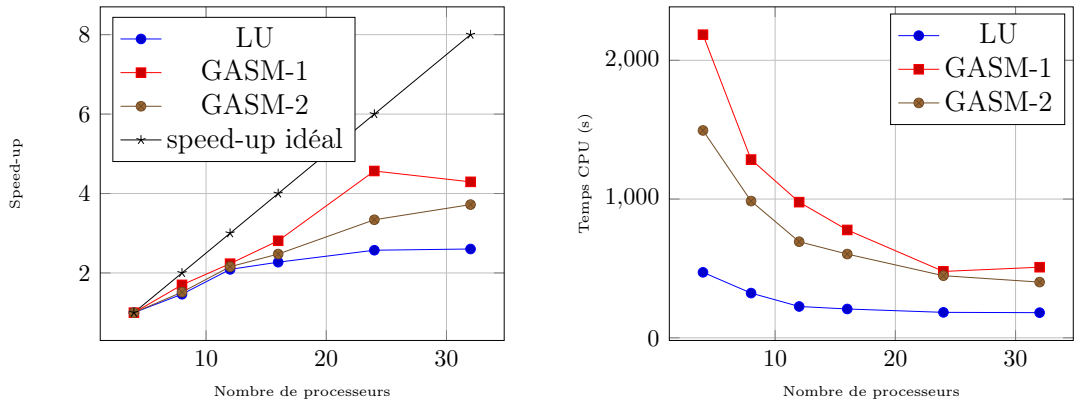 LU
GASM-1
GASM-2
speed-up idéal
8
6
4
2
10
20
30
Speed-up
Nombre de processeurs
LU
GASM-1
GASM-2
2,000
1,000
0
10
20
30
Temps CPU (s)
Nombre de processeurs